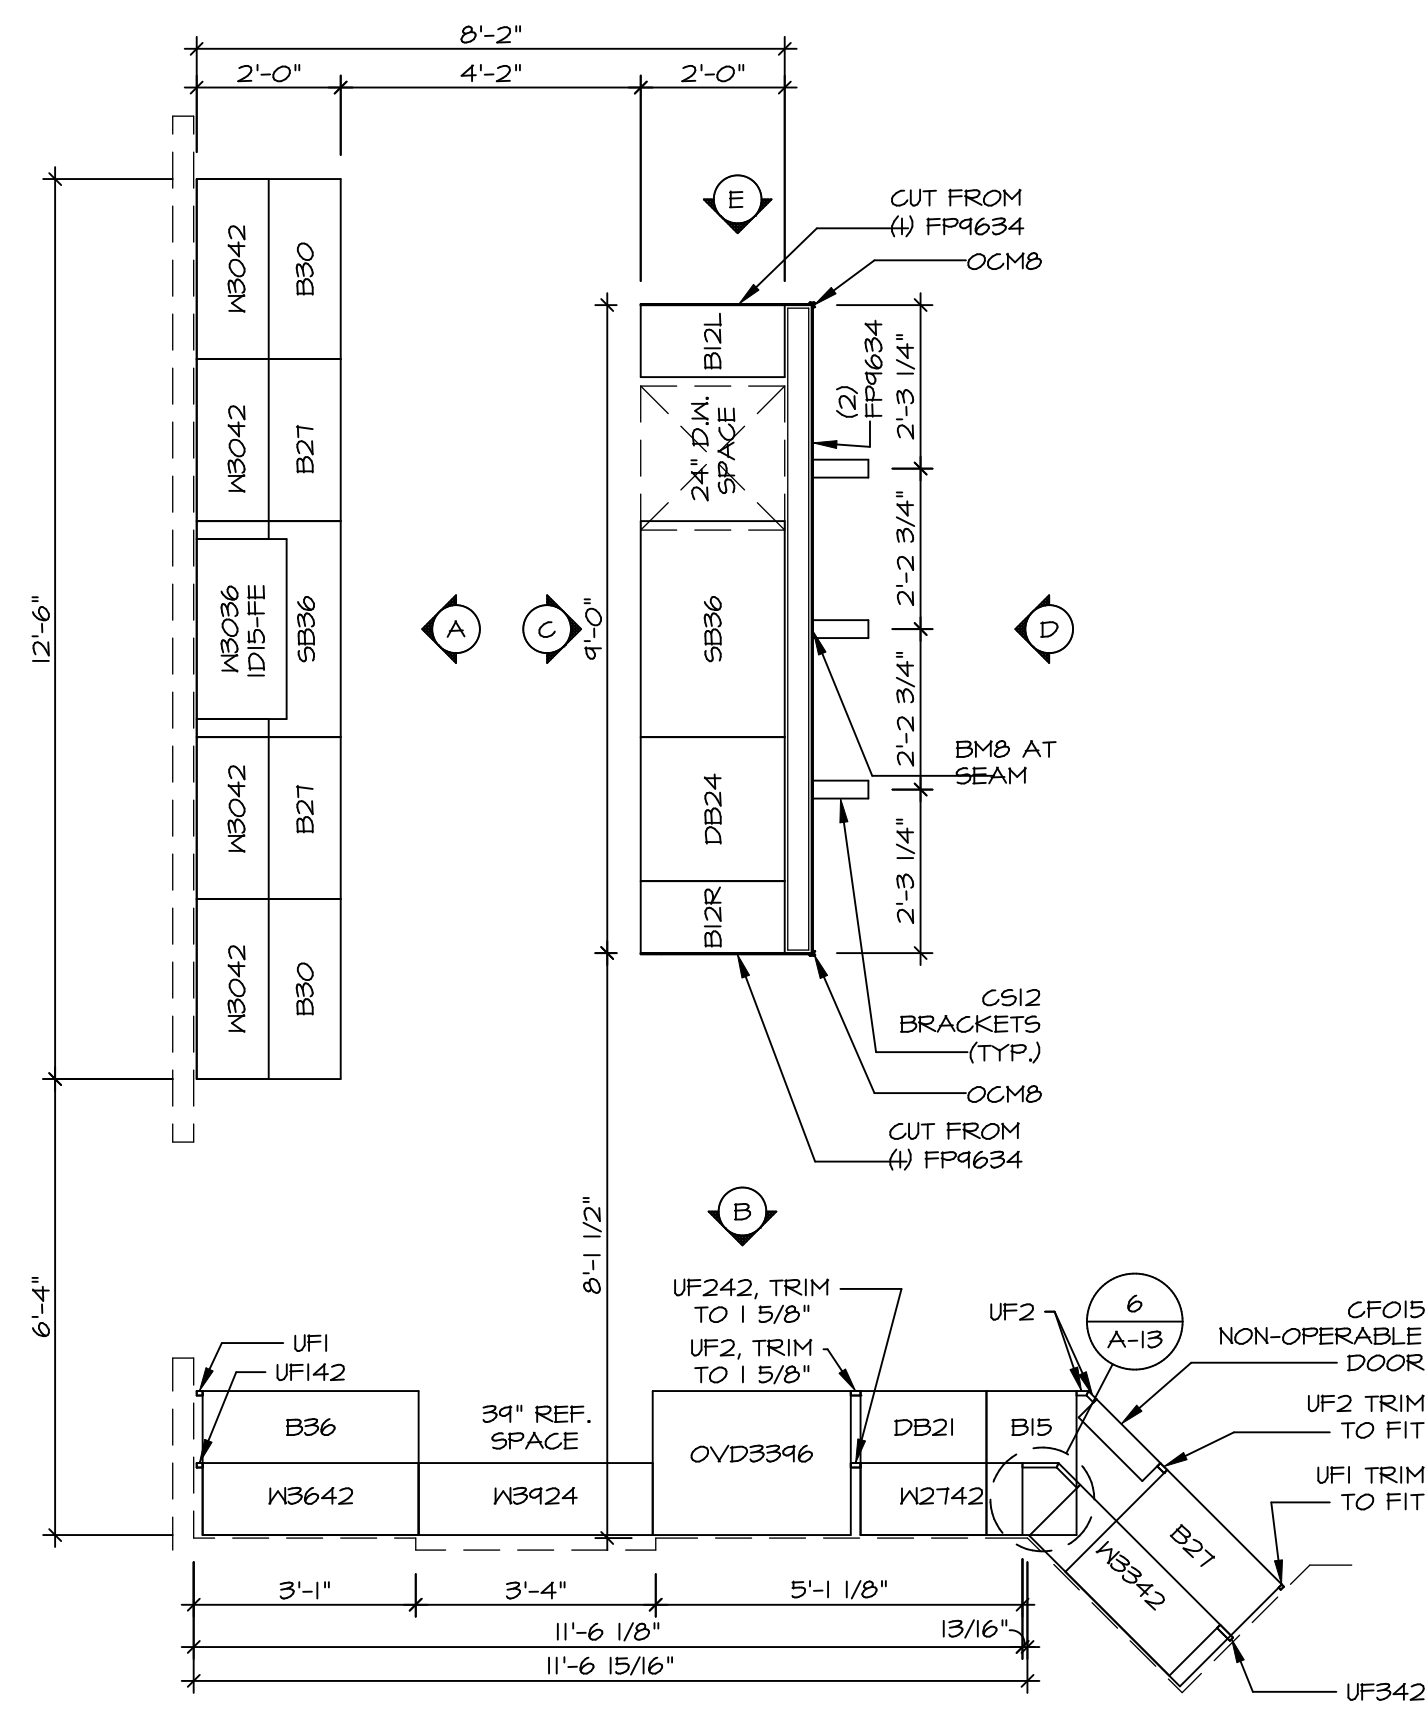 8'-2"
2'-0"
4'-2"
2'-0"
E
CUT FROM
(1) FP9634
OCM8
W3042
B30
B12L
(2)
FP9634
2'-3 1/4"
W3042
B27
24" D.W.
SPACE
2'-2 3/4"
12'-6"
W3036
1D15-FE
SB36
A
C
9'-0"
SB36
D
2'-2 3/4"
BM8 AT
SEAM
W3042
B27
DB24
2'-3 1/4"
B12R
W3042
B30
CS12
BRACKETS
(TYP.)
OCM8
CUT FROM
(1) FP9634
B
8'-1 1/2"
6'-4"
UF242, TRIM
TO 1 5/8"
UF2, TRIM
TO 1 5/8"
UF1
UF142
UF2
6
A-13
CFO15
NON-OPERABLE
DOOR
UF2 TRIM
TO FIT
UF1 TRIM
TO FIT
B36
39" REF.
SPACE
OVD3396
DB21
B15
W3642
W3924
W2742
B27
W3342
3'-1"
3'-4"
5'-1 1/8"
11'-6 1/8"
13/16"
11'-6 15/16"
UF342